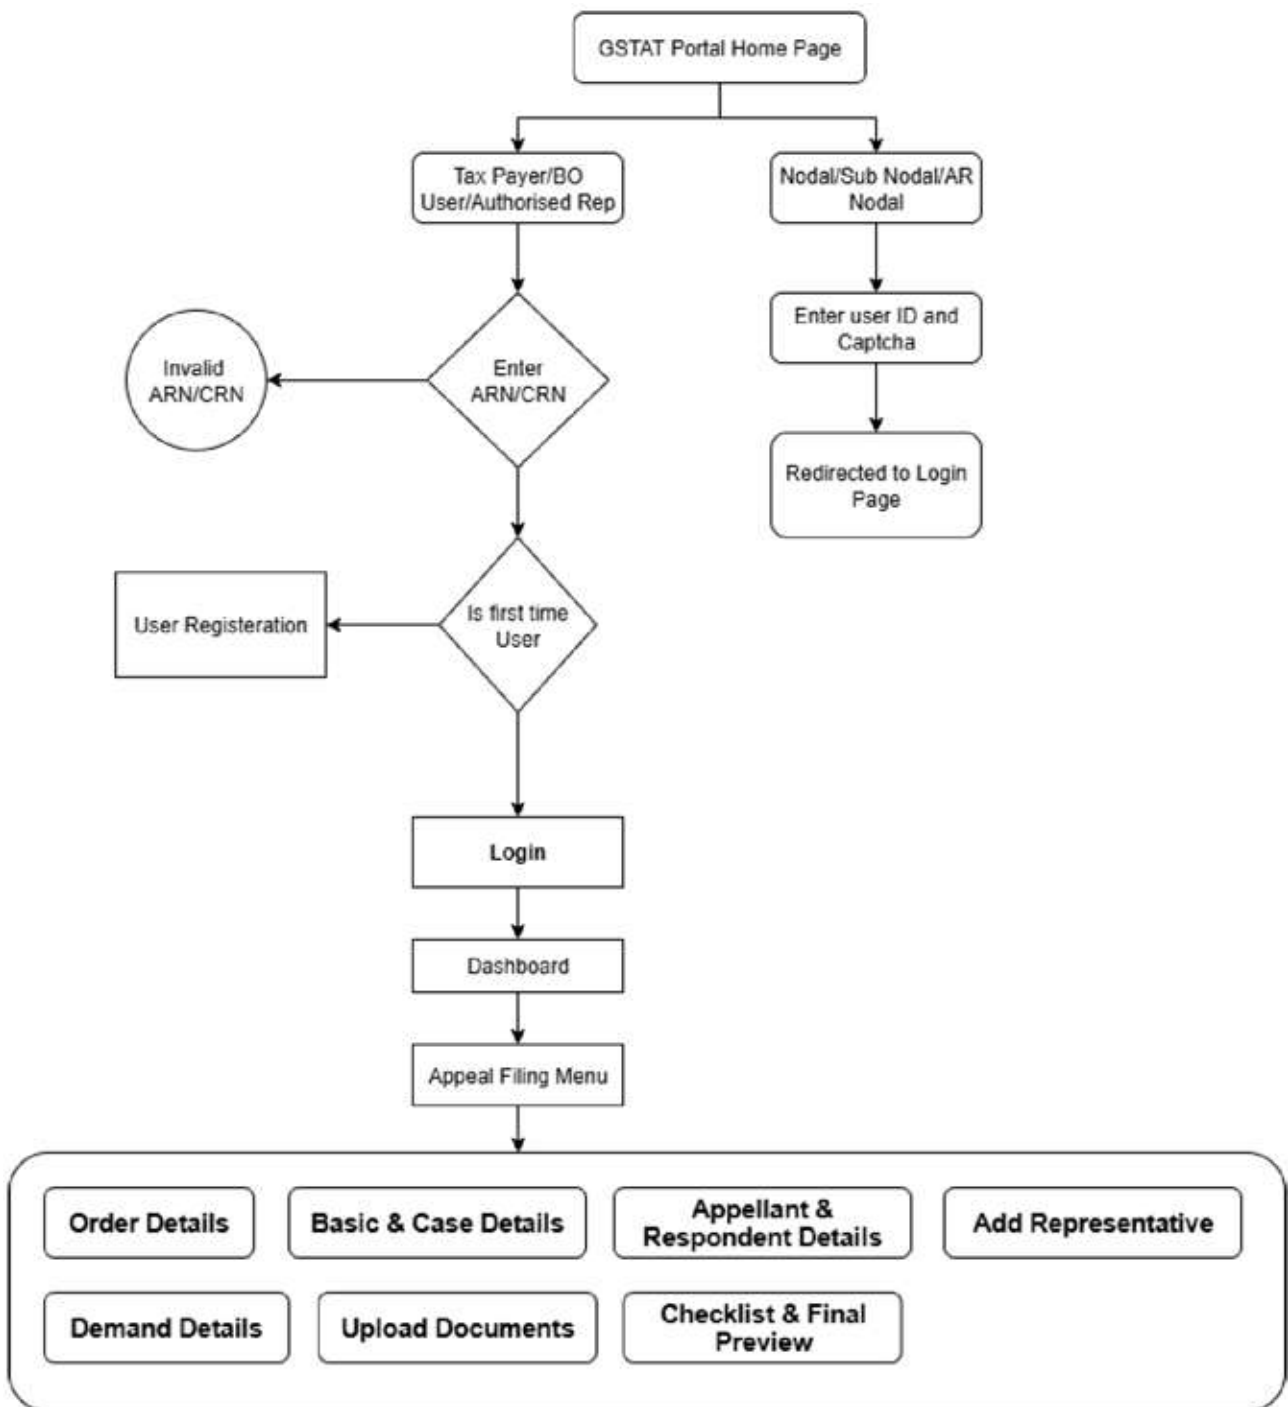 GSTAT Portal Home Page
Tax Payer/BO
User/Authorised Rep
Nodal/Sub Nodal/AR
Nodal
Enter user ID and
Captcha
Invalid
ARN/CRN
Enter
ARN/CRN
Redirected to Login
Page
User Registeration
Is first time
User
Login
Dashboard
Appeal Filing Menu
Order Details
Basic & Case Details
Appellant &
Respondent Details
Add Representative
Demand Details
Upload Documents
Checklist & Final
Preview